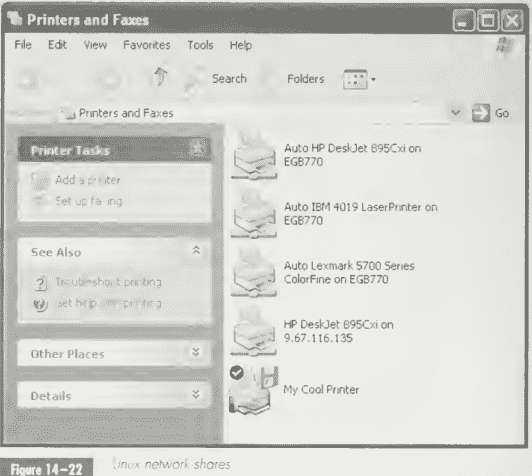 Printers and Faxes
File Edit View Favorites Tools Help
Search Folders
Printers and Faxes Go
Printer Tasks
Add a printer
Set up faxing
See Also
Troubleshoot printing
Get help with printing
Other Places
Details
Auto HP DeskJet 895Cxi on
EGB770
Auto IBM 4019 LaserPrinter on
EGB770
Auto Lexmark 5700 Series
ColorFine on EGB770
HP DeskJet 895Cxi on
9.67.116.135
My Cool Printer
Figure 14–22 Linux network shares